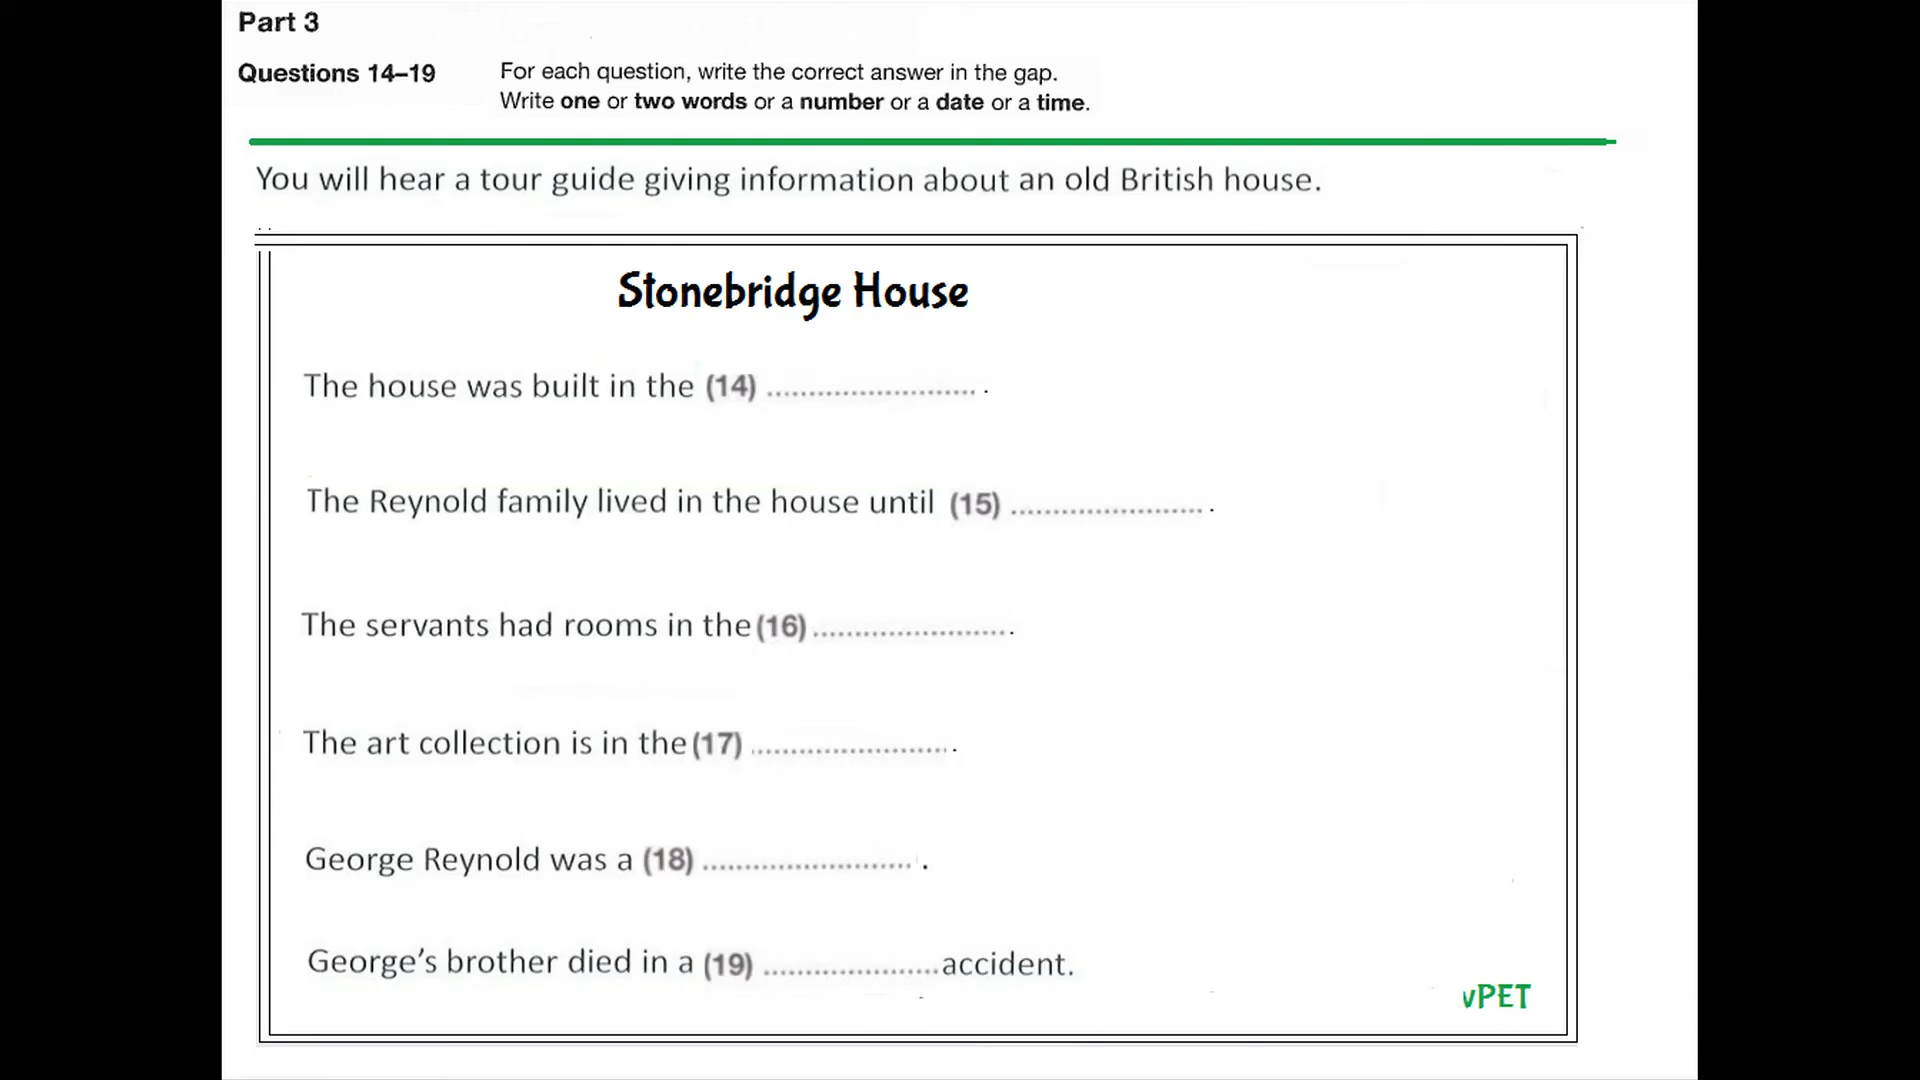 Part 3
Questions 14–19 For each question, write the correct answer in the gap.
Write one or two words or a number or a date or a time.
You will hear a tour guide giving information about an old British house.
Stonebridge House
The house was built in the (14) ......................... .
The Reynold family lived in the house until (15) ....................... .
The servants had rooms in the (16) ....................... .
The art collection is in the (17) ....................... .
George Reynold was a (18) ......................... .
George’s brother died in a (19) ..................... accident.
vPET